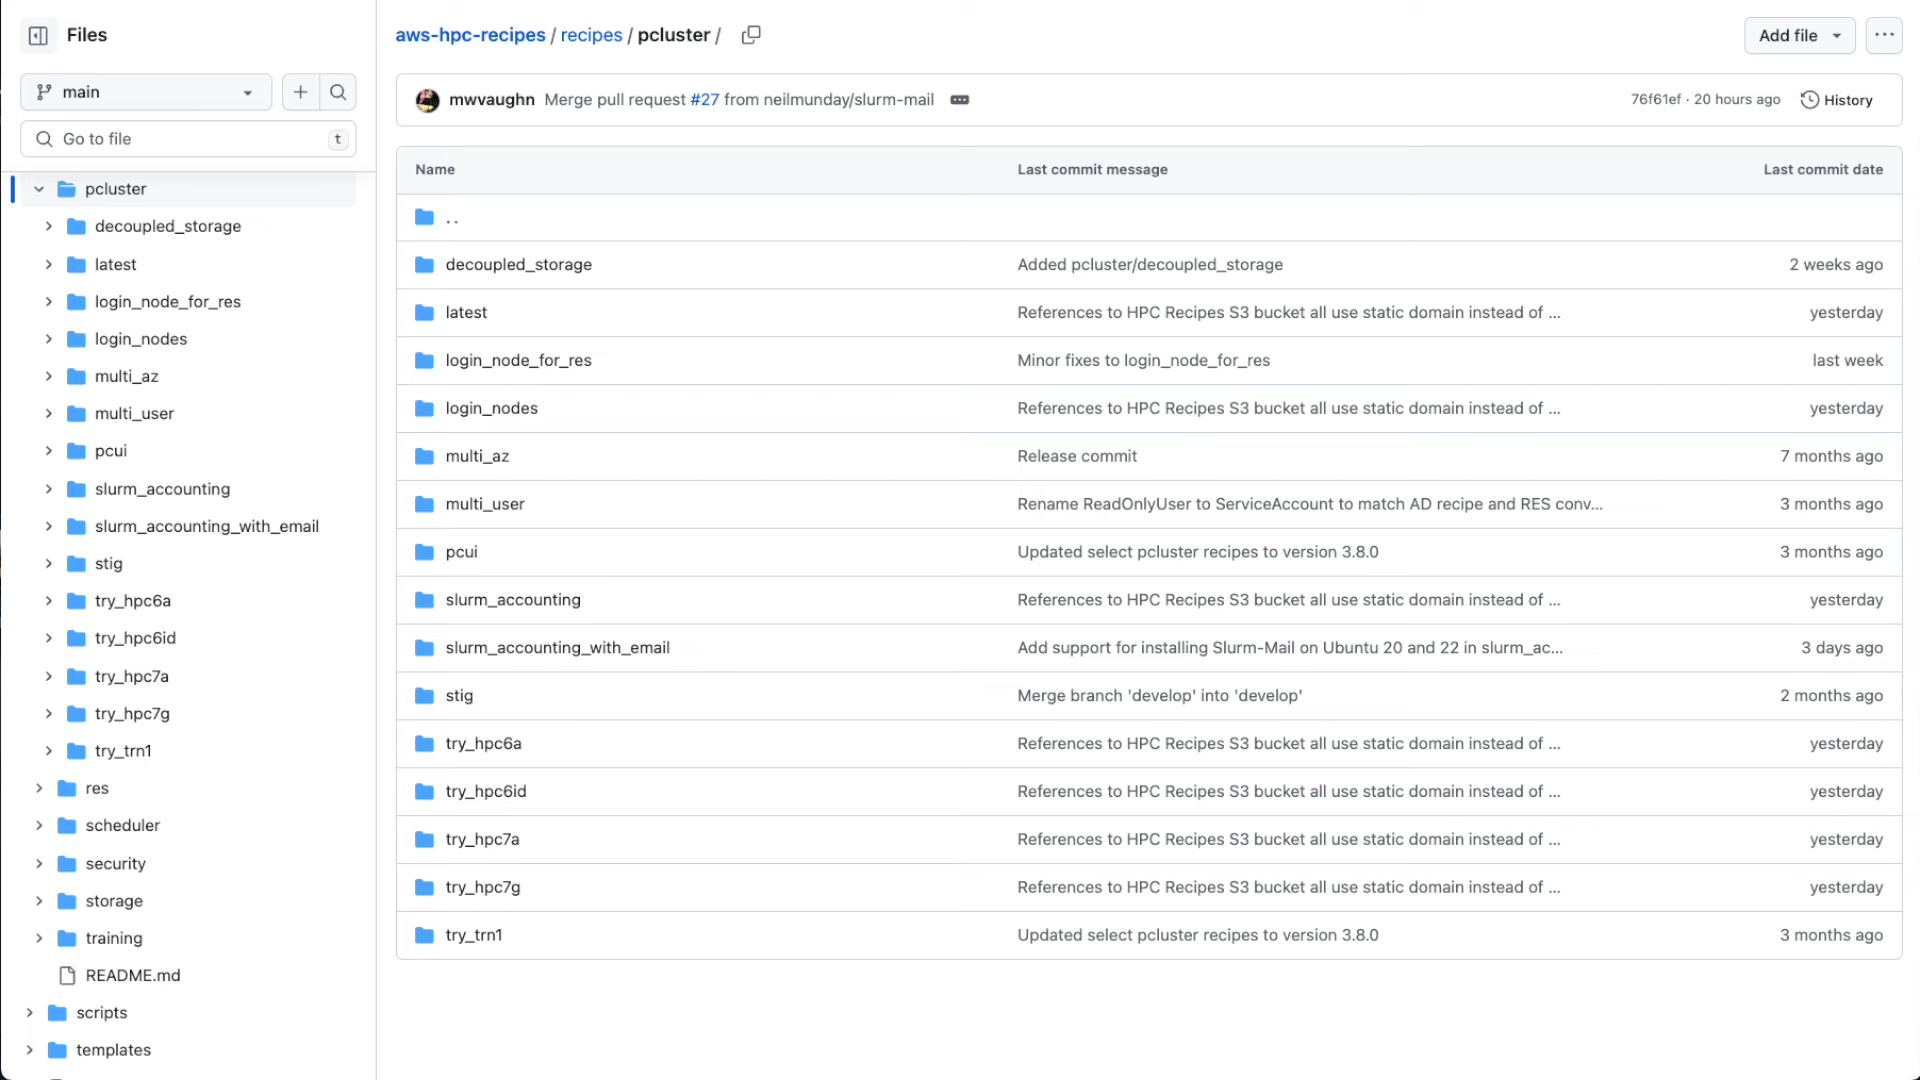 Files
main
Go to file
t
pcluster
decoupled_storage
latest
login_node_for_res
login_nodes
multi_az
multi_user
pcui
slurm_accounting
slurm_accounting_with_email
stig
try_hpc6a
try_hpc6id
try_hpc7a
try_hpc7g
try_trn1
res
scheduler
security
storage
training
README.md
scripts
templates
aws-hpc-recipes / recipes / pcluster /
Add file
mwvaughn Merge pull request #27 from neilmunday/slurm-mail
76f61ef · 20 hours ago History
Name Last commit message Last commit date
..
decoupled_storage Added pcluster/decoupled_storage 2 weeks ago
latest References to HPC Recipes S3 bucket all use static domain instead of ... yesterday
login_node_for_res Minor fixes to login_node_for_res last week
login_nodes References to HPC Recipes S3 bucket all use static domain instead of ... yesterday
multi_az Release commit 7 months ago
multi_user Rename ReadOnlyUser to ServiceAccount to match AD recipe and RES conv... 3 months ago
pcui Updated select pcluster recipes to version 3.8.0 3 months ago
slurm_accounting References to HPC Recipes S3 bucket all use static domain instead of ... yesterday
slurm_accounting_with_email Add support for installing Slurm-Mail on Ubuntu 20 and 22 in slurm_ac... 3 days ago
stig Merge branch 'develop' into 'develop' 2 months ago
try_hpc6a References to HPC Recipes S3 bucket all use static domain instead of ... yesterday
try_hpc6id References to HPC Recipes S3 bucket all use static domain instead of ... yesterday
try_hpc7a References to HPC Recipes S3 bucket all use static domain instead of ... yesterday
try_hpc7g References to HPC Recipes S3 bucket all use static domain instead of ... yesterday
try_trn1 Updated select pcluster recipes to version 3.8.0 3 months ago